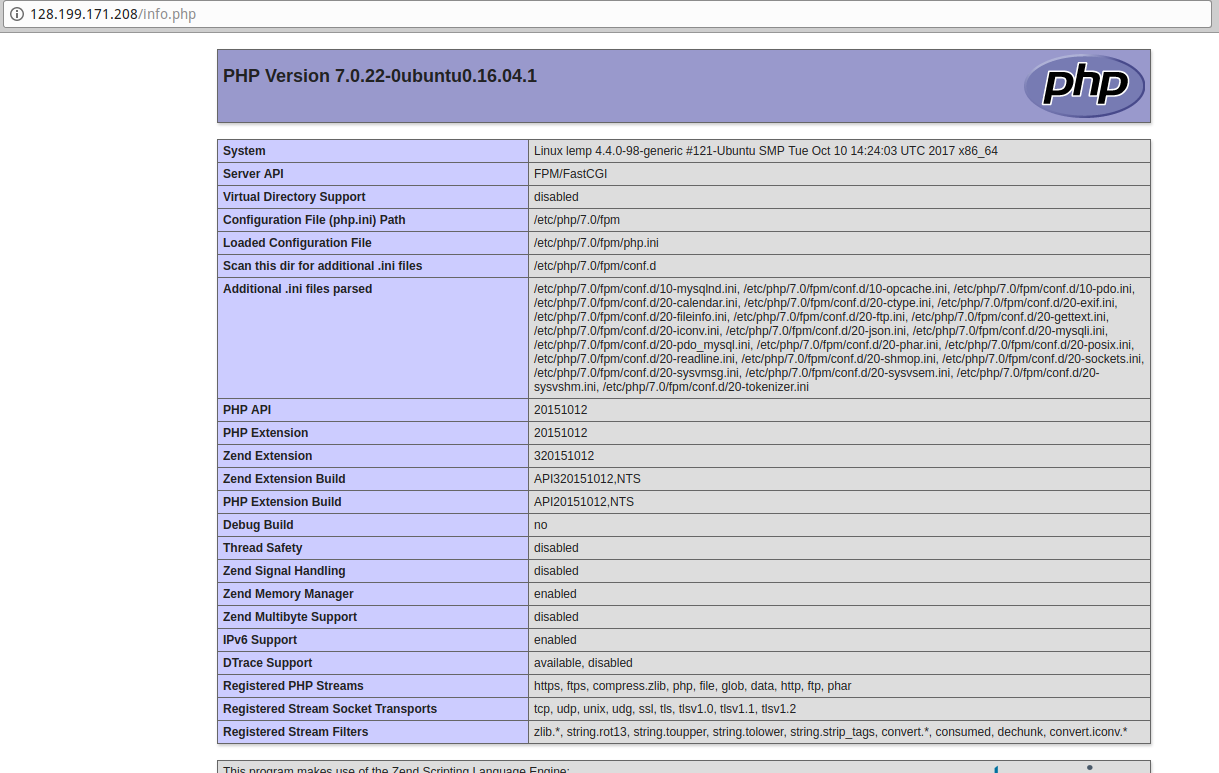 128.199.171.208/info.php
PHP Version 7.0.22-0ubuntu0.16.04.1
php
System Linux lemp 4.4.0-98-generic #121-Ubuntu SMP Tue Oct 10 14:24:03 UTC 2017 x86_64
Server API FPM/FastCGI
Virtual Directory Support disabled
Configuration File (php.ini) Path /etc/php/7.0/fpm
Loaded Configuration File /etc/php/7.0/fpm/php.ini
Scan this dir for additional .ini files /etc/php/7.0/fpm/conf.d
Additional .ini files parsed /etc/php/7.0/fpm/conf.d/10-mysqlnd.ini, /etc/php/7.0/fpm/conf.d/10-opcache.ini, /etc/php/7.0/fpm/conf.d/10-pdo.ini,
/etc/php/7.0/fpm/conf.d/20-calendar.ini, /etc/php/7.0/fpm/conf.d/20-ctype.ini, /etc/php/7.0/fpm/conf.d/20-exif.ini,
/etc/php/7.0/fpm/conf.d/20-fileinfo.ini, /etc/php/7.0/fpm/conf.d/20-ftp.ini, /etc/php/7.0/fpm/conf.d/20-gettext.ini,
/etc/php/7.0/fpm/conf.d/20-iconv.ini, /etc/php/7.0/fpm/conf.d/20-json.ini, /etc/php/7.0/fpm/conf.d/20-mysqli.ini,
/etc/php/7.0/fpm/conf.d/20-pdo_mysql.ini, /etc/php/7.0/fpm/conf.d/20-phar.ini, /etc/php/7.0/fpm/conf.d/20-posix.ini,
/etc/php/7.0/fpm/conf.d/20-readline.ini, /etc/php/7.0/fpm/conf.d/20-shmop.ini, /etc/php/7.0/fpm/conf.d/20-sockets.ini,
/etc/php/7.0/fpm/conf.d/20-sysvmsg.ini, /etc/php/7.0/fpm/conf.d/20-sysvsem.ini, /etc/php/7.0/fpm/conf.d/20-
sysvshm.ini, /etc/php/7.0/fpm/conf.d/20-tokenizer.ini
PHP API 20151012
PHP Extension 20151012
Zend Extension 320151012
Zend Extension Build API320151012,NTS
PHP Extension Build API20151012,NTS
Debug Build no
Thread Safety disabled
Zend Signal Handling disabled
Zend Memory Manager enabled
Zend Multibyte Support disabled
IPv6 Support enabled
DTrace Support available, disabled
Registered PHP Streams https, ftps, compress.zlib, php, file, glob, data, http, ftp, phar
Registered Stream Socket Transports tcp, udp, unix, udg, ssl, tls, tlsv1.0, tlsv1.1, tlsv1.2
Registered Stream Filters zlib.*, string.rot13, string.toupper, string.tolower, string.strip_tags, convert.*, consumed, dechunk, convert.iconv.*
This program makes use of the Zend Scripting Language Engine: